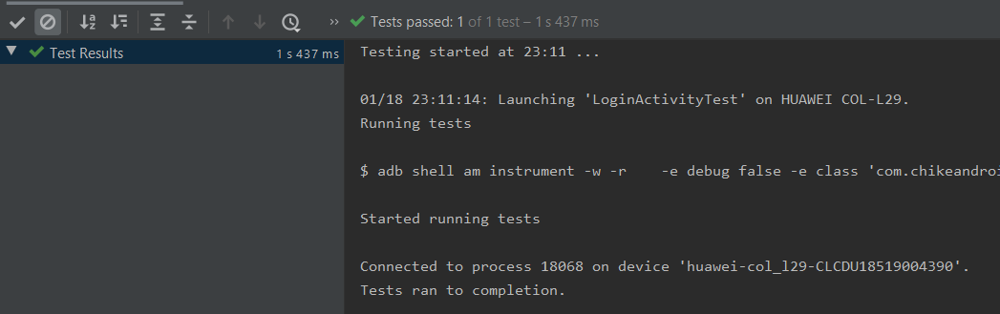 Tests passed: 1 of 1 test – 1 s 437 ms
Test Results 1 s 437 ms
Testing started at 23:11 ...
01/18 23:11:14: Launching 'LoginActivityTest' on HUAWEI COL-L29.
Running tests
$ adb shell am instrument -w -r    -e debug false -e class 'com.chikeandroi
Started running tests
Connected to process 18068 on device 'huawei-col_l29-CLCDU18519004390'.
Tests ran to completion.